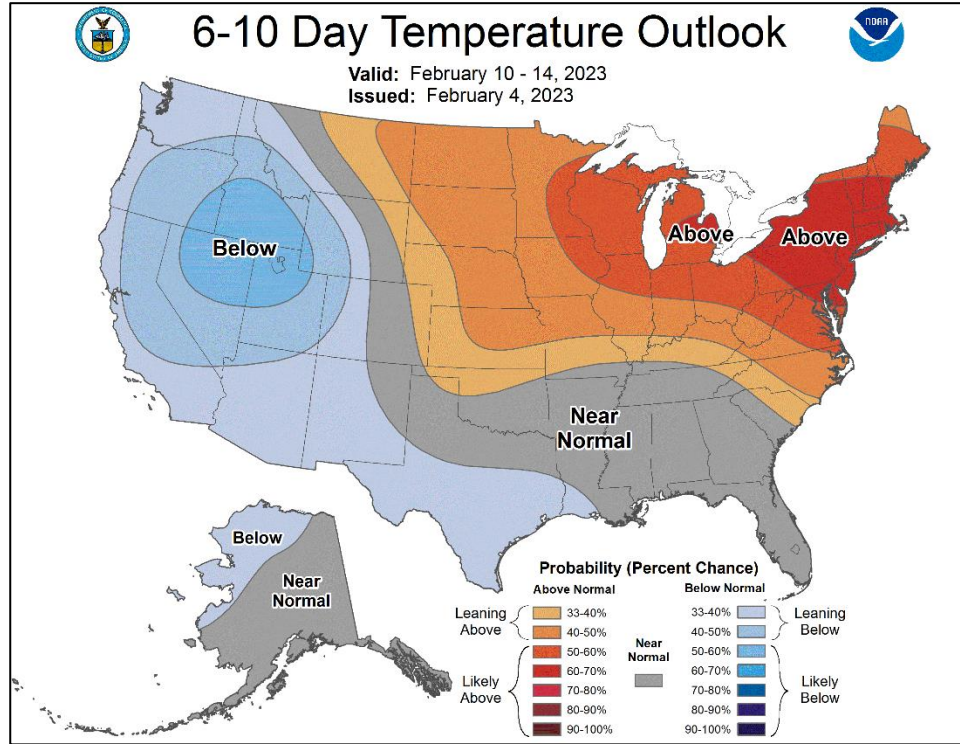 6-10 Day Temperature Outlook
NOAA
Valid: February 10 - 14, 2023
Issued: February 4, 2023
Below
Above
Above
Near
Normal
Below
Near
Normal
Probability (Percent Chance)
Above Normal
Below Normal
Leaning
Above
33-40%
40-50%
Likely
Above
50-60%
60-70%
70-80%
80-90%
90-100%
Near
Normal
33-40%
40-50%
Leaning
Below
50-60%
60-70%
70-80%
80-90%
90-100%
Likely
Below